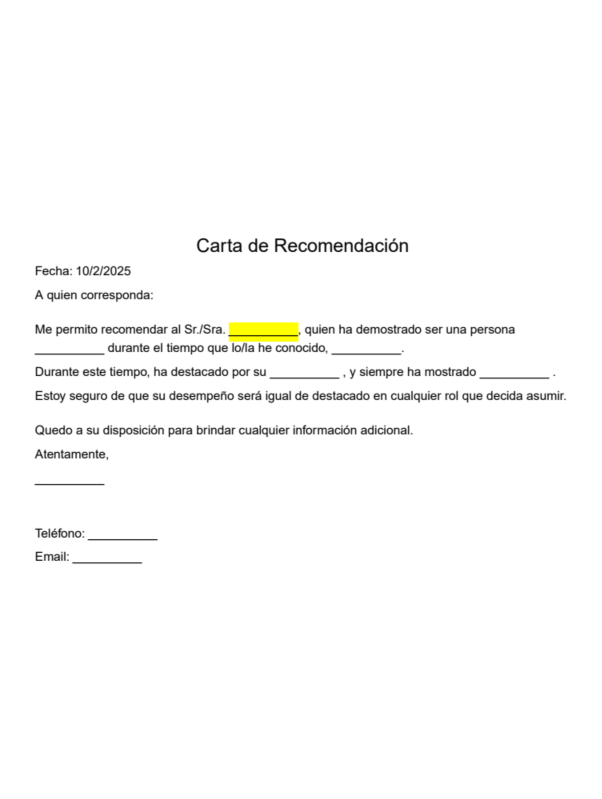 Carta de Recomendación
Fecha: 10/2/2025
A quien corresponda:
Me permito recomendar al Sr./Sra. __________, quien ha demostrado ser una persona
__________ durante el tiempo que lo/la he conocido, __________.
Durante este tiempo, ha destacado por su __________ , y siempre ha mostrado __________ .
Estoy seguro de que su desempeño será igual de destacado en cualquier rol que decida asumir.
Quedo a su disposición para brindar cualquier información adicional.
Atentamente,
__________
Teléfono: __________
Email: __________